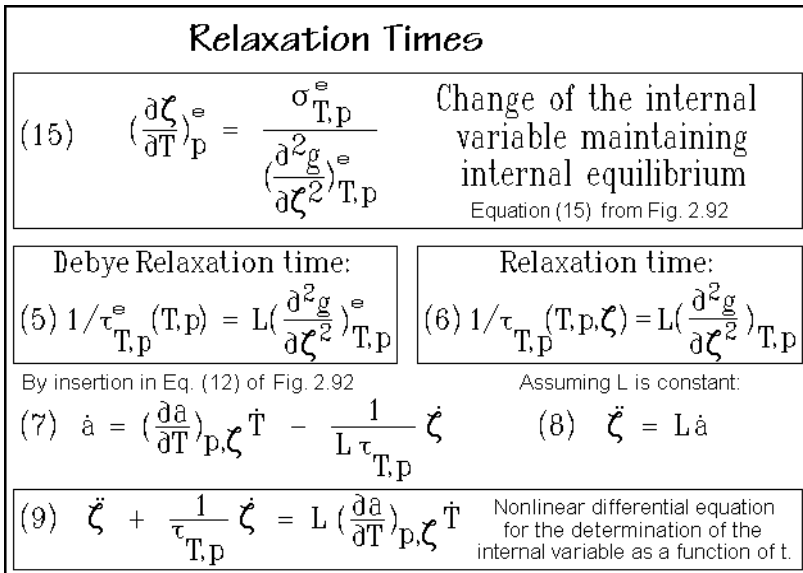 Relaxation Times
(15) (∂ζ/∂T)ᵉ_p = σᵉ_T,p / (∂²g/∂ζ²)ᵉ_T,p
Change of the internal
variable maintaining
internal equilibrium
Equation (15) from Fig. 2.92
Debye Relaxation time:
(5) 1/τᵉ_T,p(T,p) = L(∂²g/∂ζ²)ᵉ_T,p
Relaxation time:
(6) 1/τ_T,p(T,p,ζ) = L(∂²g/∂ζ²)_T,p
By insertion in Eq. (12) of Fig. 2.92
Assuming L is constant:
(7) ȧ = (∂a/∂T)_p,ζ Ṫ − 1/(L τ_T,p) ζ̇
(8) ζ̈ = Lȧ
(9) ζ̈ + 1/τ_T,p ζ̇ = L (∂a/∂T)_p,ζ Ṫ
Nonlinear differential equation
for the determination of the
internal variable as a function of t.